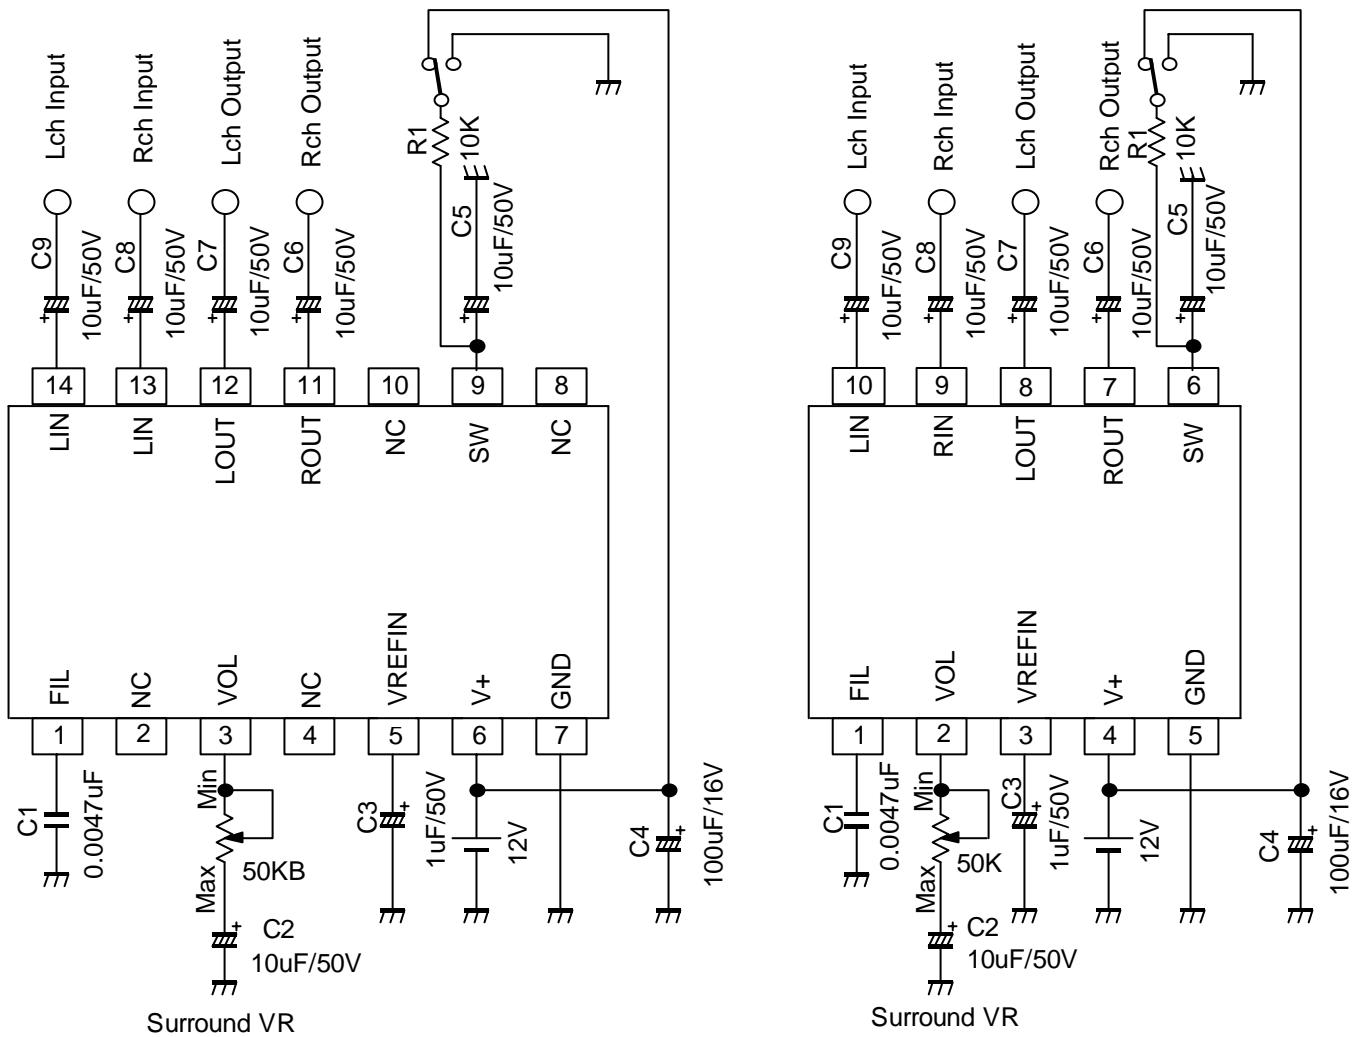 Lch Input
Rch Input
Lch Output
Rch Output
R1
10K
C5
10uF/50V
C9
10uF/50V
C8
10uF/50V
C7
10uF/50V
C6
10uF/50V
+
+
+
+
+
14
13
12
11
10
9
8
LIN
LIN
LOUT
ROUT
NC
SW
NC
FIL
NC
VOL
NC
VREFIN
V+
GND
1
2
3
4
5
6
7
C1
0.0047uF
Min
Max
50KB
+
C2
10uF/50V
C3
+
1uF/50V
12V
C4
+
100uF/16V
Surround VR
Lch Input
Rch Input
Lch Output
Rch Output
R1
10K
C5
10uF/50V
C9
10uF/50V
C8
10uF/50V
C7
10uF/50V
C6
10uF/50V
+
+
+
+
+
10
9
8
7
6
LIN
RIN
LOUT
ROUT
SW
FIL
VOL
VREFIN
V+
GND
1
2
3
4
5
C1
0.0047uF
Min
Max
50K
+
C2
10uF/50V
C3
+
1uF/50V
12V
C4
+
100uF/16V
Surround VR